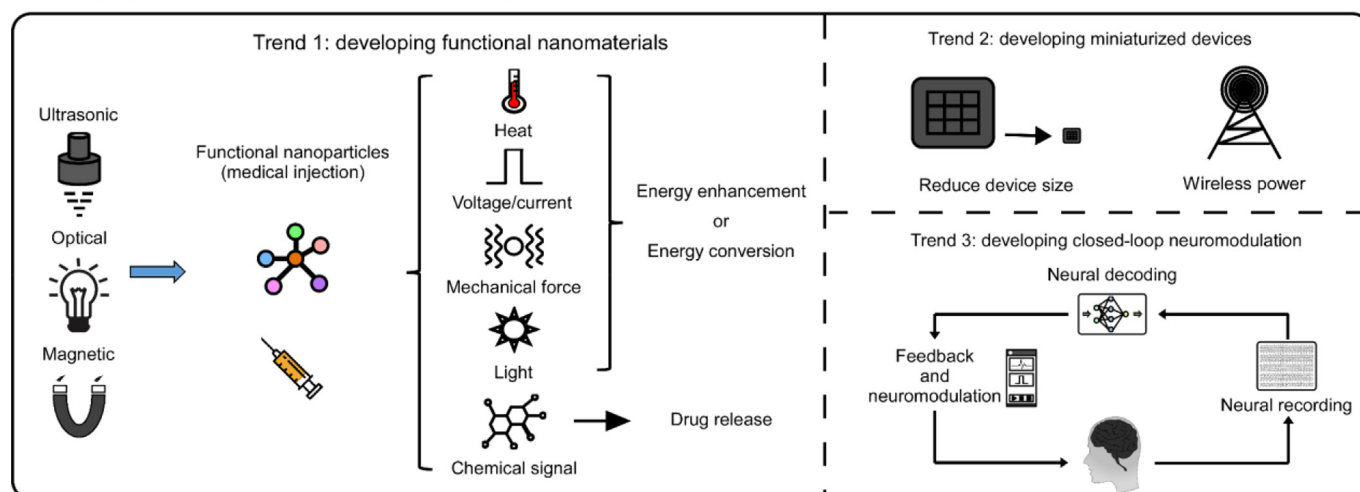 Trend 1: developing functional nanomaterials
Ultrasonic
Optical
Magnetic
Functional nanoparticles
(medical injection)
Heat
Voltage/current
Mechanical force
Light
Chemical signal
Energy enhancement
or
Energy conversion
Drug release
Trend 2: developing miniaturized devices
Reduce device size
Wireless power
Trend 3: developing closed-loop neuromodulation
Neural decoding
Feedback
and
neuromodulation
Neural recording